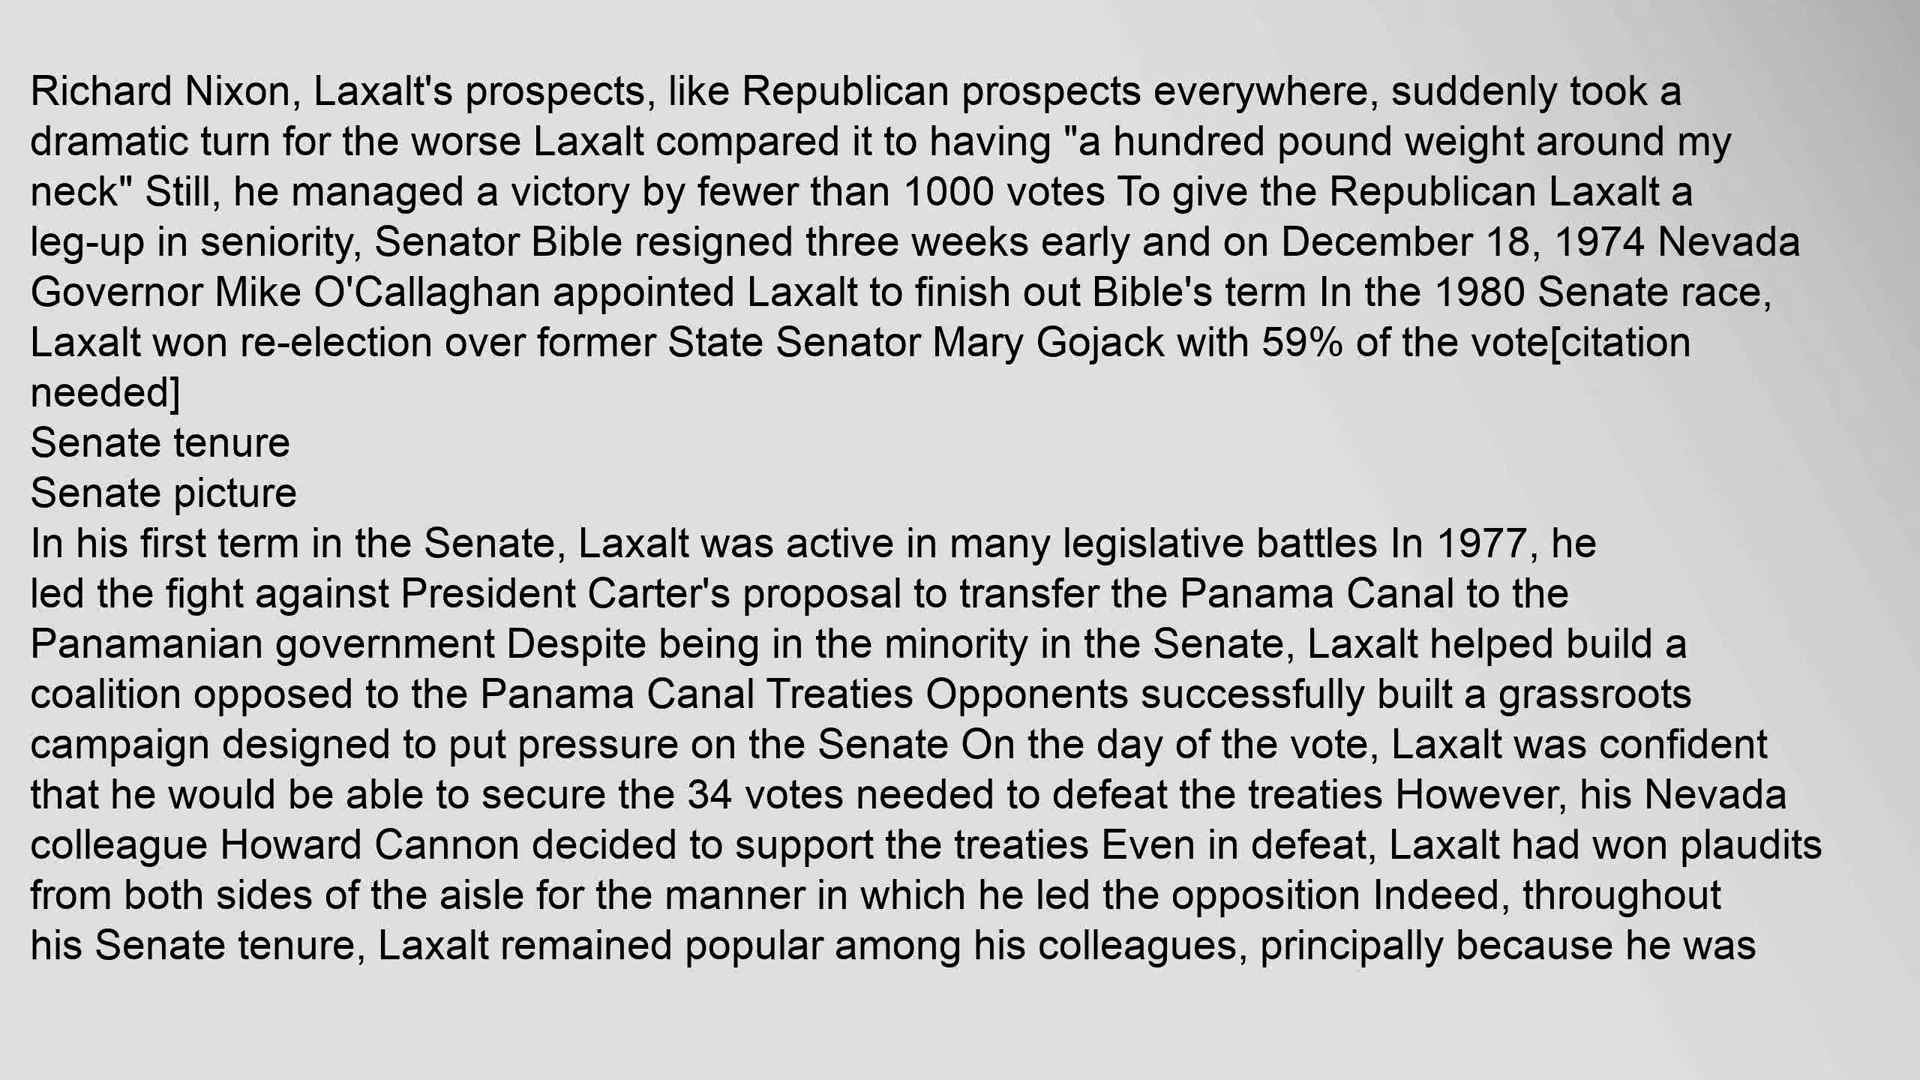 Richard Nixon, Laxalt's prospects, like Republican prospects everywhere, suddenly took a
dramatic turn for the worse Laxalt compared it to having "a hundred pound weight around my
neck" Still, he managed a victory by fewer than 1000 votes To give the Republican Laxalt a
leg-up in seniority, Senator Bible resigned three weeks early and on December 18, 1974 Nevada
Governor Mike O'Callaghan appointed Laxalt to finish out Bible's term In the 1980 Senate race,
Laxalt won re-election over former State Senator Mary Gojack with 59% of the vote[citation
needed]
Senate tenure
Senate picture
In his first term in the Senate, Laxalt was active in many legislative battles In 1977, he
led the fight against President Carter's proposal to transfer the Panama Canal to the
Panamanian government Despite being in the minority in the Senate, Laxalt helped build a
coalition opposed to the Panama Canal Treaties Opponents successfully built a grassroots
campaign designed to put pressure on the Senate On the day of the vote, Laxalt was confident
that he would be able to secure the 34 votes needed to defeat the treaties However, his Nevada
colleague Howard Cannon decided to support the treaties Even in defeat, Laxalt had won plaudits
from both sides of the aisle for the manner in which he led the opposition Indeed, throughout
his Senate tenure, Laxalt remained popular among his colleagues, principally because he was